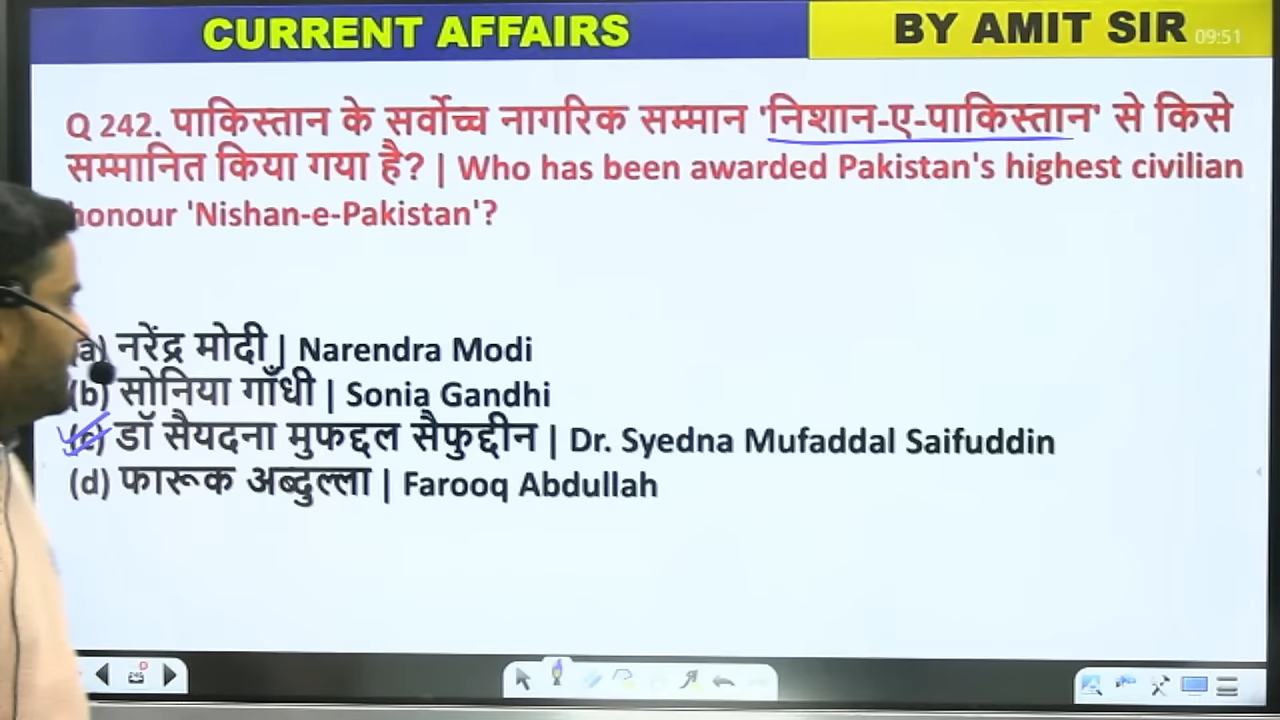 CURRENT AFFAIRS
BY AMIT SIR
09:51
Q 242. पाकिस्तान के सर्वोच्च नागरिक सम्मान 'निशान-ए-पाकिस्तान' से किसे
सम्मानित किया गया है? | Who has been awarded Pakistan's highest civilian
honour 'Nishan-e-Pakistan'?
(a) नरेंद्र मोदी | Narendra Modi
(b) सोनिया गाँधी | Sonia Gandhi
(c) डॉ सैयदना मुफद्दल सैफुद्दीन | Dr. Syedna Mufaddal Saifuddin
(d) फारूक अब्दुल्ला | Farooq Abdullah